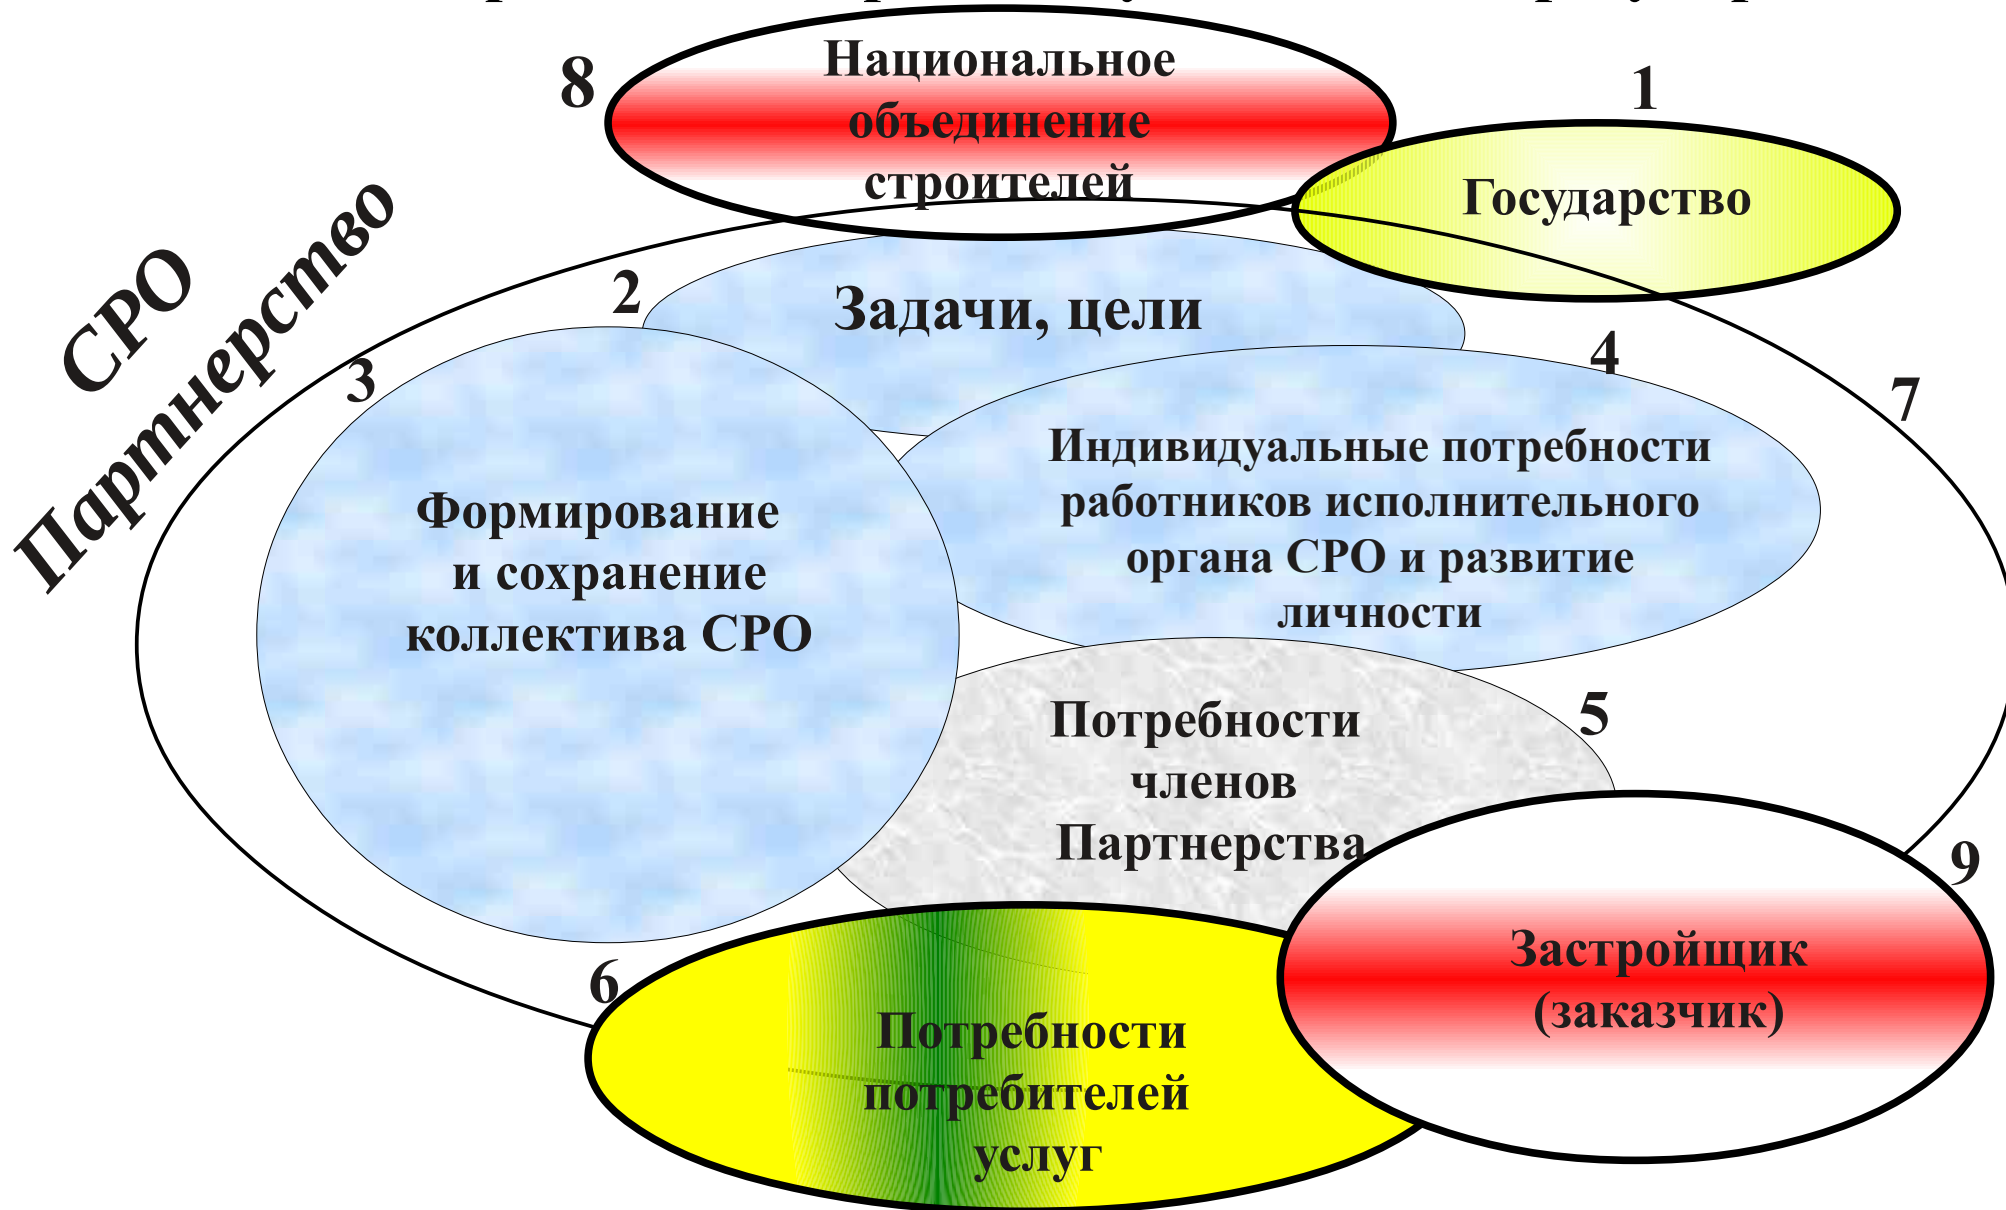 8
Национальное
объединение
строителей
1
Государство
СРО
Партнерство
2
Задачи, цели
3
Формирование
и сохранение
коллектива СРО
4
Индивидуальные потребности
работников исполнительного
органа СРО и развитие
личности
7
5
Потребности
членов
Партнерства
9
Застройщик
(заказчик)
6
Потребности
потребителей
услуг